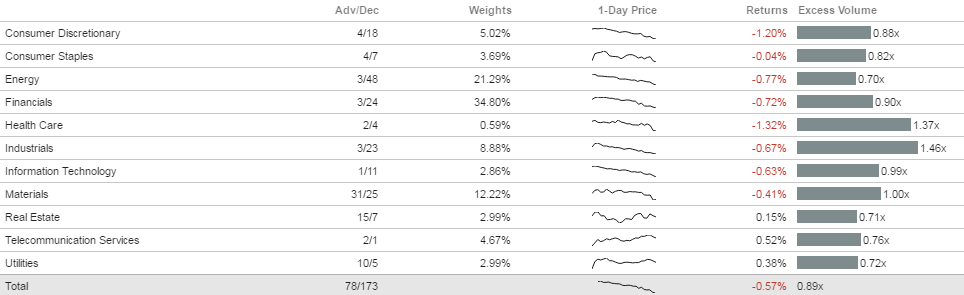 Adv/Dec Weights 1-Day Price Returns Excess Volume
Consumer Discretionary 4/18 5.02% -1.20% 0.88x
Consumer Staples 4/7 3.69% -0.04% 0.82x
Energy 3/48 21.29% -0.77% 0.70x
Financials 3/24 34.80% -0.72% 0.90x
Health Care 2/4 0.59% -1.32% 1.37x
Industrials 3/23 8.88% -0.67% 1.46x
Information Technology 1/11 2.86% -0.63% 0.99x
Materials 31/25 12.22% -0.41% 1.00x
Real Estate 15/7 2.99% 0.15% 0.71x
Telecommunication Services 2/1 4.67% 0.52% 0.76x
Utilities 10/5 2.99% 0.38% 0.72x
Total 78/173 -0.57% 0.89x